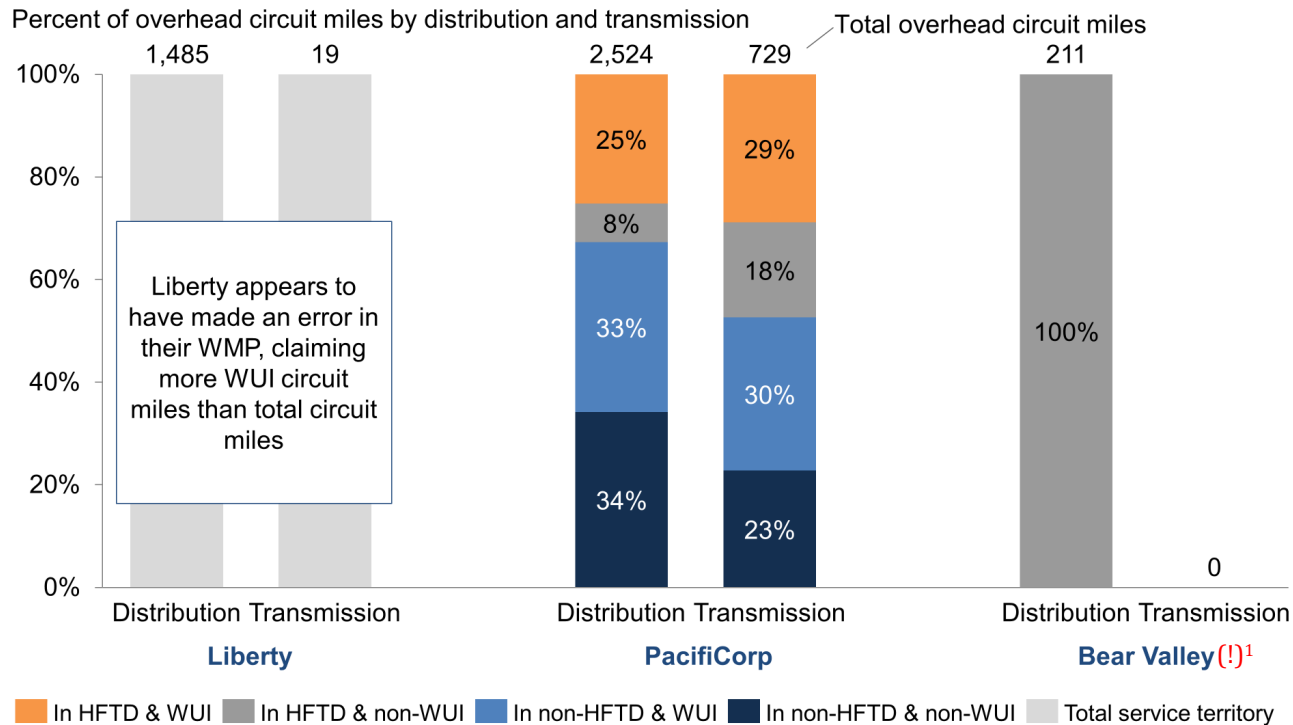 Percent of overhead circuit miles by distribution and transmission
Total overhead circuit miles
1,485 19 2,524 729 211
100%
80%
60%
40%
20%
0%
Liberty appears to
have made an error in
their WMP, claiming
more WUI circuit
miles than total circuit
miles
25%
8%
33%
34%
29%
18%
30%
23%
100%
0
Distribution Transmission Distribution Transmission Distribution Transmission
Liberty PacifiCorp Bear Valley(!)¹
In HFTD & WUI In HFTD & non-WUI In non-HFTD & WUI In non-HFTD & non-WUI Total service territory